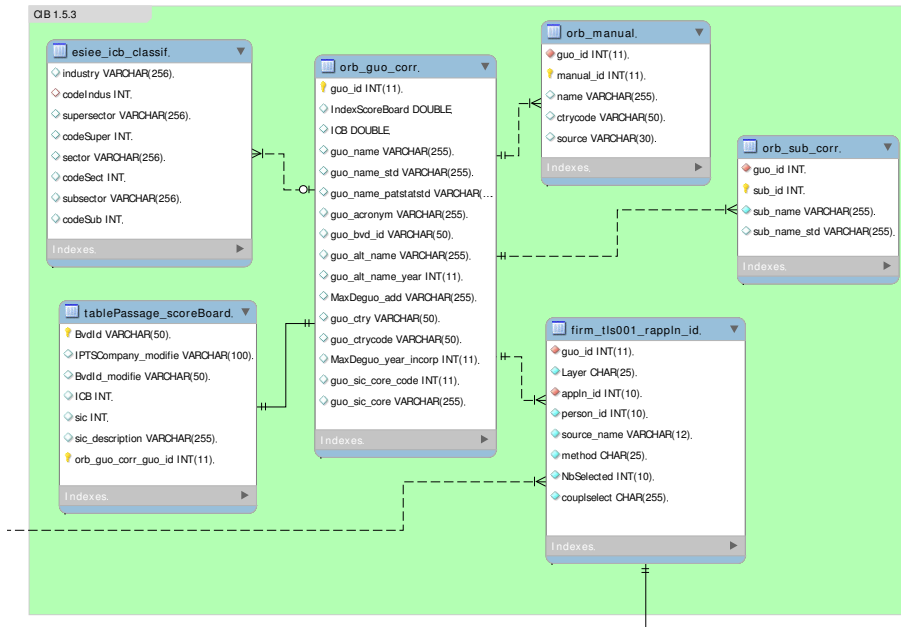 CIB 1.5.3
esiee_icb_classif.
industry VARCHAR(256).
codeIndus INT.
supersector VARCHAR(256).
codeSuper INT.
sector VARCHAR(256).
codeSect INT.
subsector VARCHAR(256).
codeSub INT.
Indexes.
tablePassage_scoreBoard.
BvdId VARCHAR(50).
IPTSCompany_modifie VARCHAR(100).
BvdId_modifie VARCHAR(50).
ICB INT.
sic INT.
sic_description VARCHAR(255).
orb_guo_corr_guo_id INT(11).
Indexes.
orb_guo_corr.
guo_id INT(11).
IndexScoreBoard DOUBLE.
ICB DOUBLE.
guo_name VARCHAR(255).
guo_name_std VARCHAR(255).
guo_name_patstatstd VARCHAR(...
guo_acronym VARCHAR(255).
guo_bvd_id VARCHAR(50).
guo_alt_name VARCHAR(255).
guo_alt_name_year INT(11).
MaxDeguo_add VARCHAR(255).
guo_ctry VARCHAR(50).
guo_ctrycode VARCHAR(50).
MaxDeguo_year_incorp INT(11).
guo_sic_core_code INT(11).
guo_sic_core VARCHAR(255).
Indexes.
orb_manual.
guo_id INT(11).
manual_id INT(11).
name VARCHAR(255).
ctrycode VARCHAR(50).
source VARCHAR(30).
Indexes.
orb_sub_corr.
guo_id INT.
sub_id INT.
sub_name VARCHAR(255).
sub_name_std VARCHAR(255).
Indexes.
firm_tls001_rappln_id.
guo_id INT(11).
Layer CHAR(25).
appln_id INT(10).
person_id INT(10).
source_name VARCHAR(12).
method CHAR(25).
NbSelected INT(10).
couplselect CHAR(255).
Indexes.